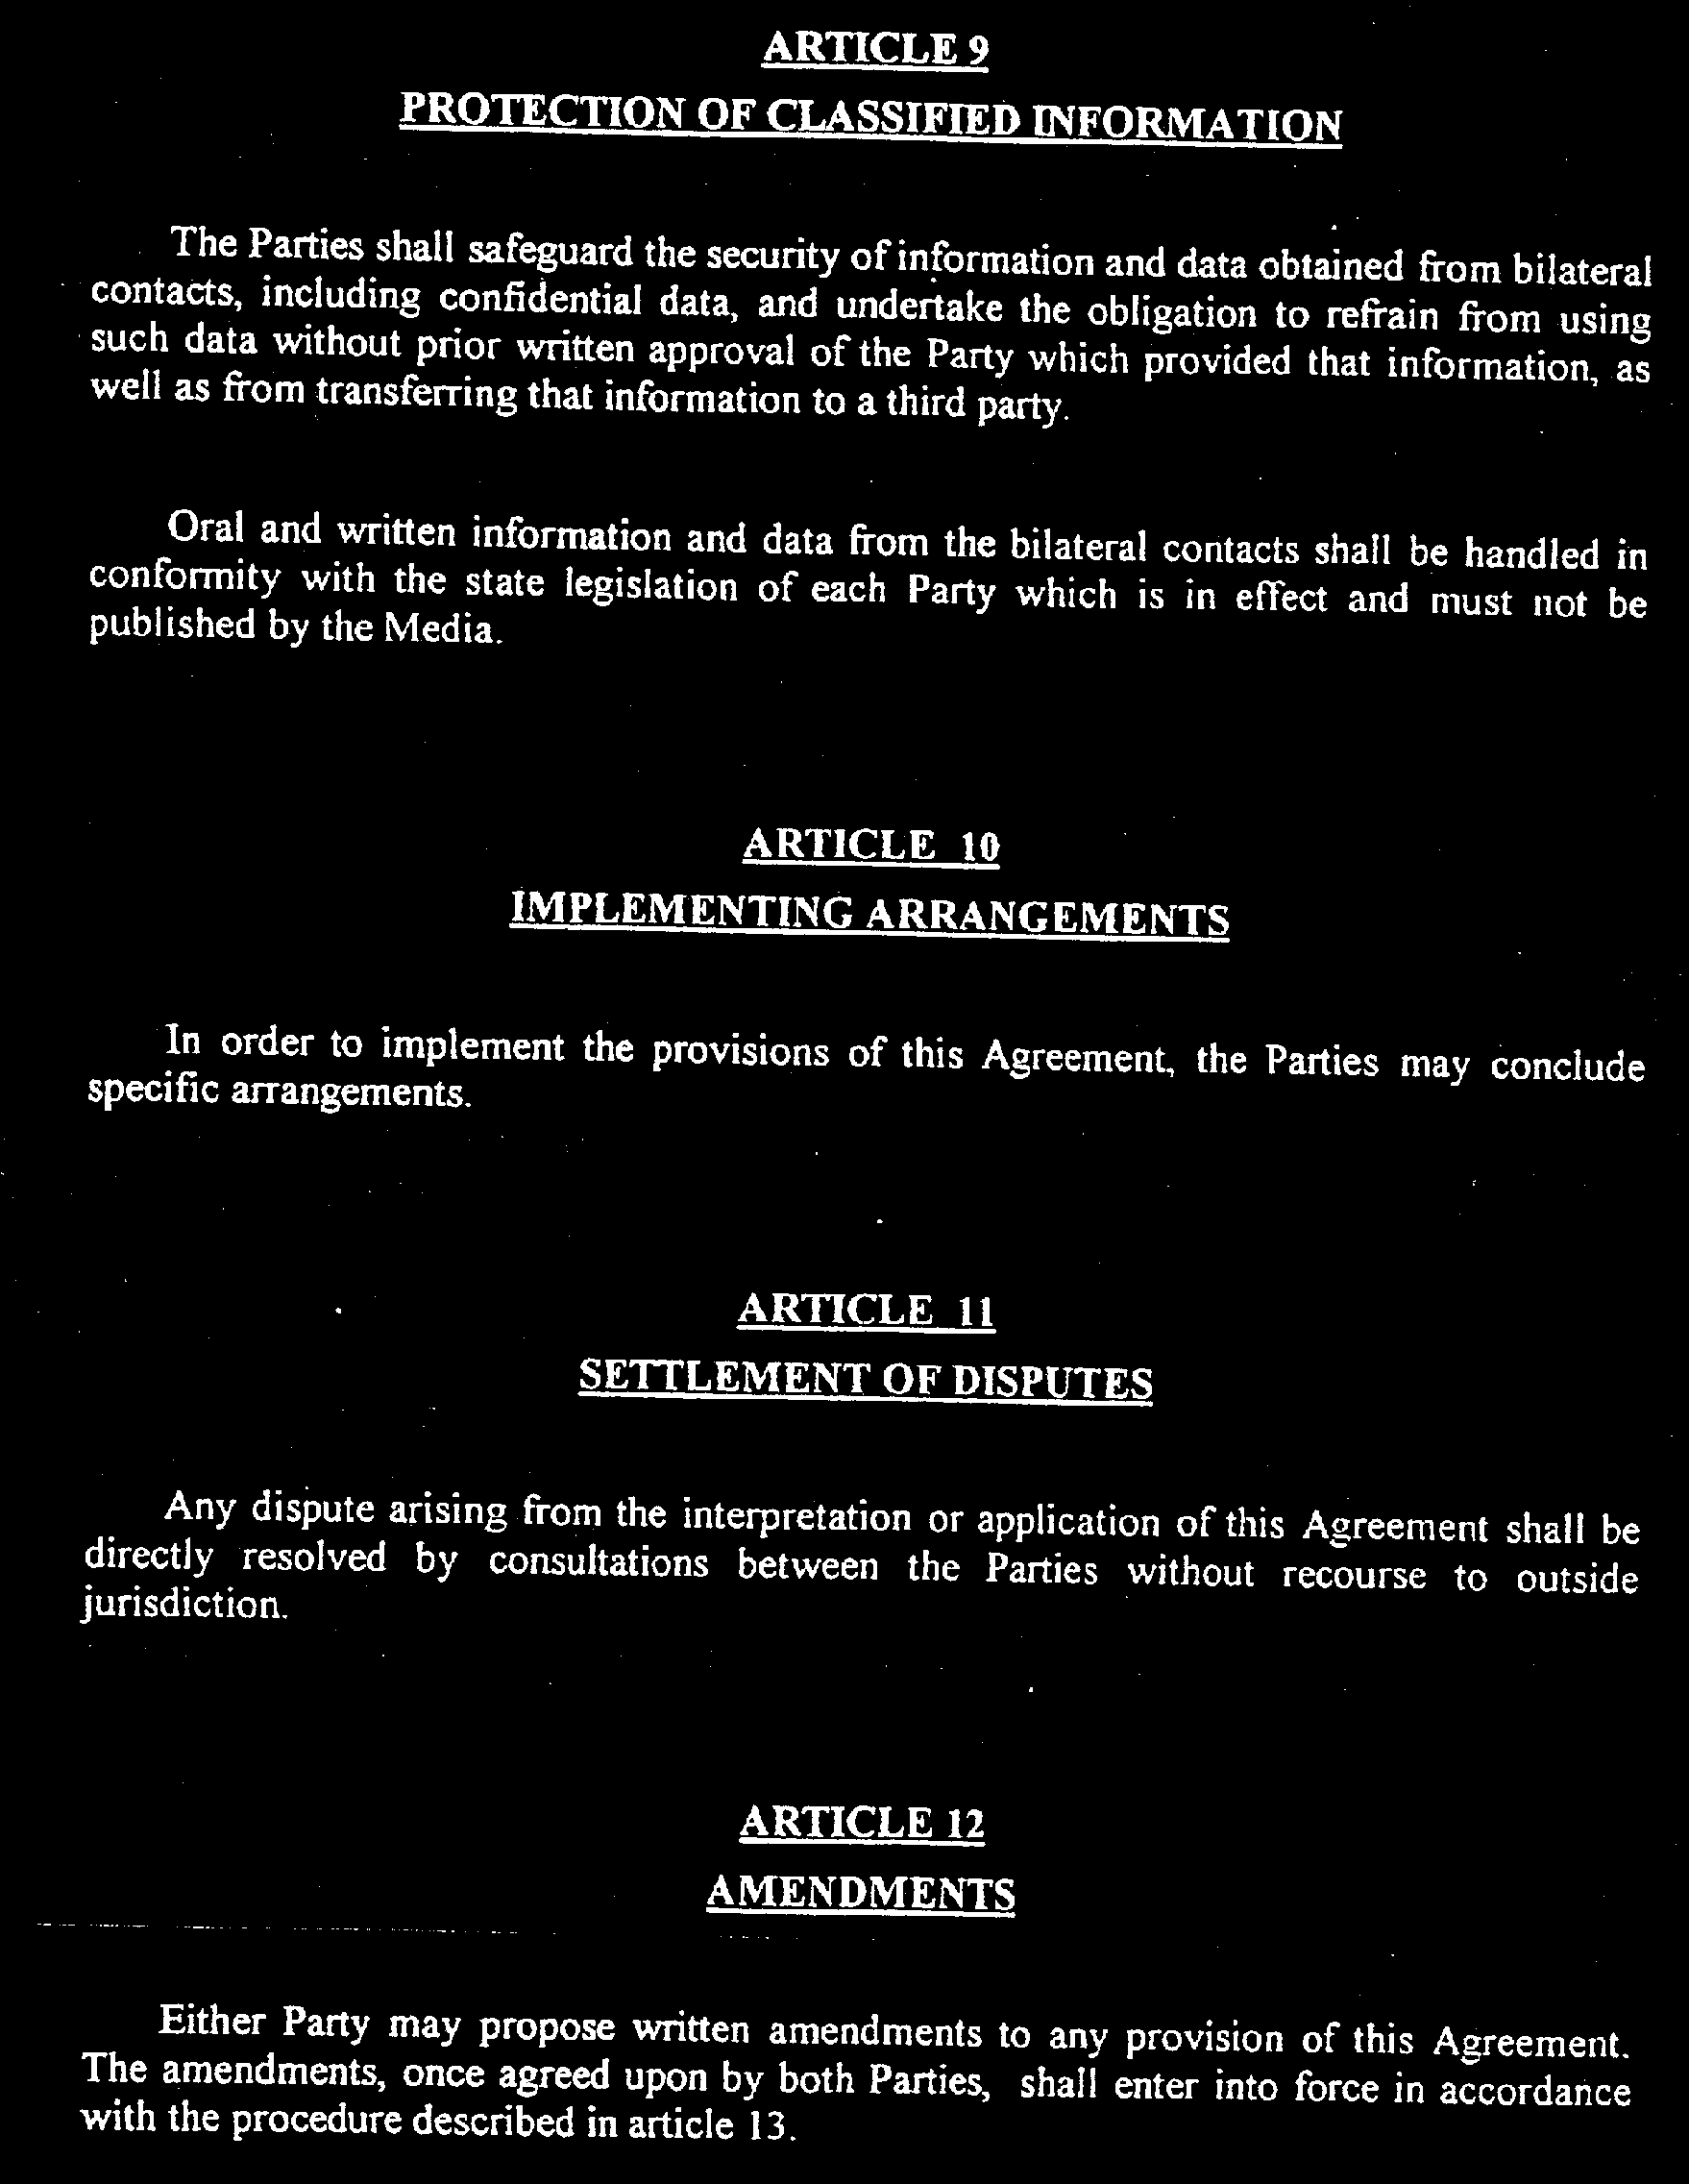 ARTICLE 9
PROTECTION OF CLASSIFIED INFORMATION
The Parties shall safeguard the security of information and data obtained from bilateral
contacts, including confidential data, and undertake the obligation to refrain from using
such data without prior written approval of the Party which provided that information, as
well as from transferring that information to a third party.
Oral and written information and data from the bilateral contacts shall be handled in
conformity with the state legislation of each Party which is in effect and must not be
published by the Media.
ARTICLE 10
IMPLEMENTING ARRANGEMENTS
In order to implement the provisions of this Agreement, the Parties may conclude
specific arrangements.
ARTICLE 11
SETTLEMENT OF DISPUTES
Any dispute arising from the interpretation or application of this Agreement shall be
directly resolved by consultations between the Parties without recourse to outside
jurisdiction.
ARTICLE 12
AMENDMENTS
Either Party may propose written amendments to any provision of this Agreement.
The amendments, once agreed upon by both Parties, shall enter into force in accordance
with the procedure described in article 13.